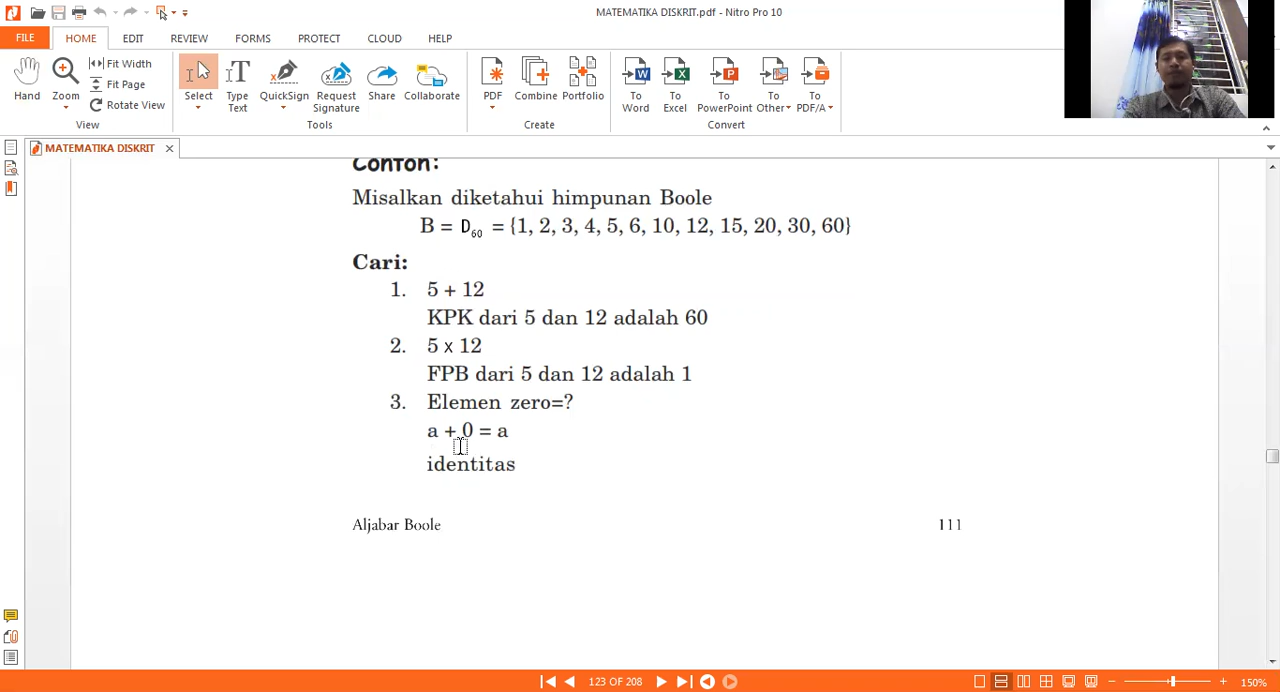 MATEMATIKA DISKRIT.pdf - Nitro Pro 10
FILE HOME EDIT REVIEW FORMS PROTECT CLOUD HELP
Hand
Zoom
Fit Width
Fit Page
Rotate View
View
Select
Type Text
QuickSign
Request Signature
Share
Collaborate
Tools
PDF
Combine
Portfolio
Create
To Word
To Excel
To PowerPoint
To Other
To PDF/A
Convert
MATEMATIKA DISKRIT
Contoh:
Misalkan diketahui himpunan Boole
B = D60 = {1, 2, 3, 4, 5, 6, 10, 12, 15, 20, 30, 60}
Cari:
1. 5 + 12
KPK dari 5 dan 12 adalah 60
2. 5 x 12
FPB dari 5 dan 12 adalah 1
3. Elemen zero=?
a + 0 = a
identitas
Aljabar Boole 111
123 OF 208
150%